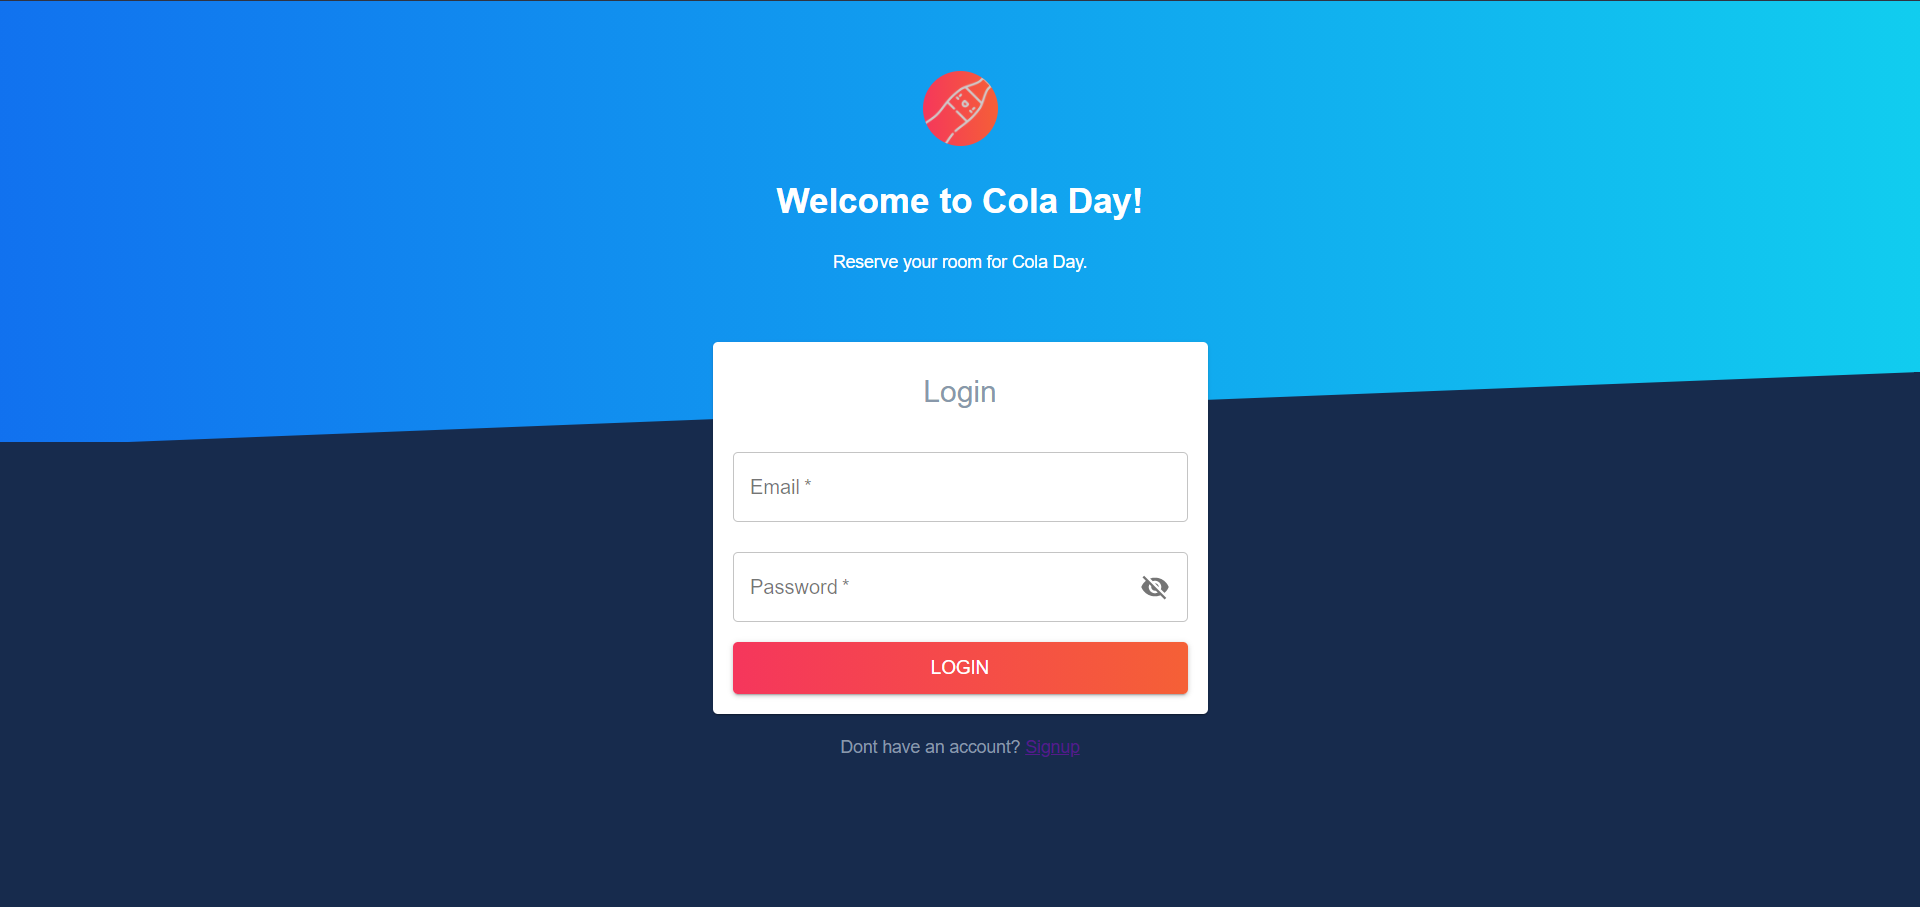 Welcome to Cola Day!
Reserve your room for Cola Day.
Login
Email *
Password *
LOGIN
Dont have an account? Signup